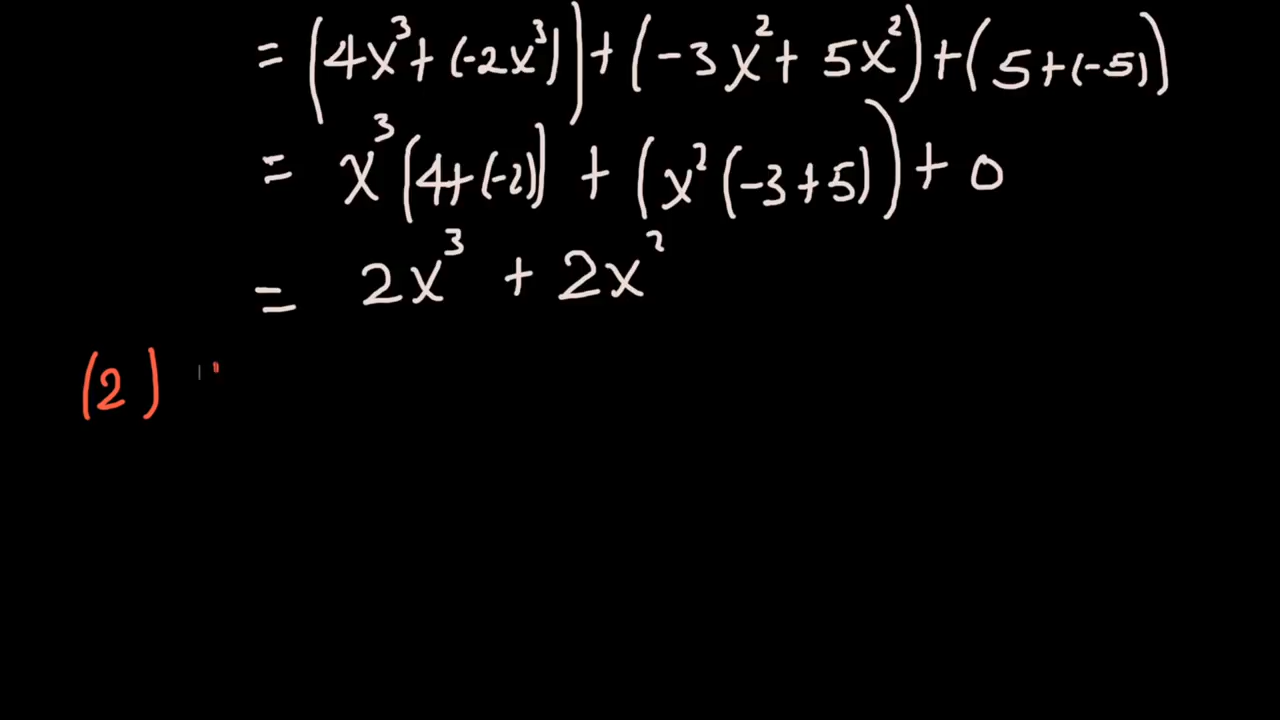 = (4x³ + (-2x³)) + (-3x² + 5x²) + (5 + (-5))
= x³(4 + (-2)) + (x²(-3 + 5)) + 0
= 2x³ + 2x²
(2)